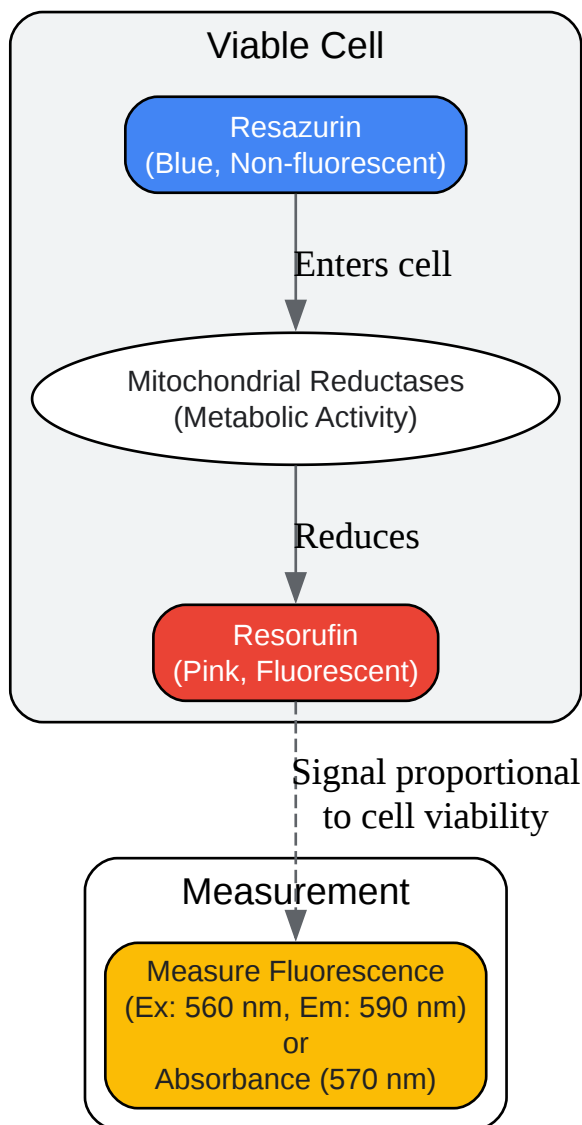 Viable Cell
Resazurin
(Blue, Non-fluorescent)
Enters cell
Mitochondrial Reductases
(Metabolic Activity)
Reduces
Resorufin
(Pink, Fluorescent)
Signal proportional
to cell viability
Measurement
Measure Fluorescence
(Ex: 560 nm, Em: 590 nm)
or
Absorbance (570 nm)